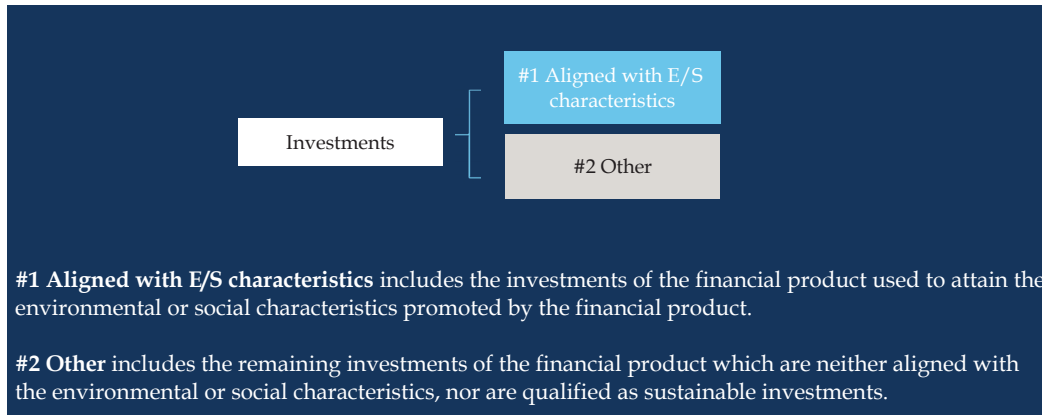 #1 Aligned with E/S
characteristics
Investments
#2 Other
#1 Aligned with E/S characteristics includes the investments of the financial product used to attain the
environmental or social characteristics promoted by the financial product.
#2 Other includes the remaining investments of the financial product which are neither aligned with
the environmental or social characteristics, nor are qualified as sustainable investments.